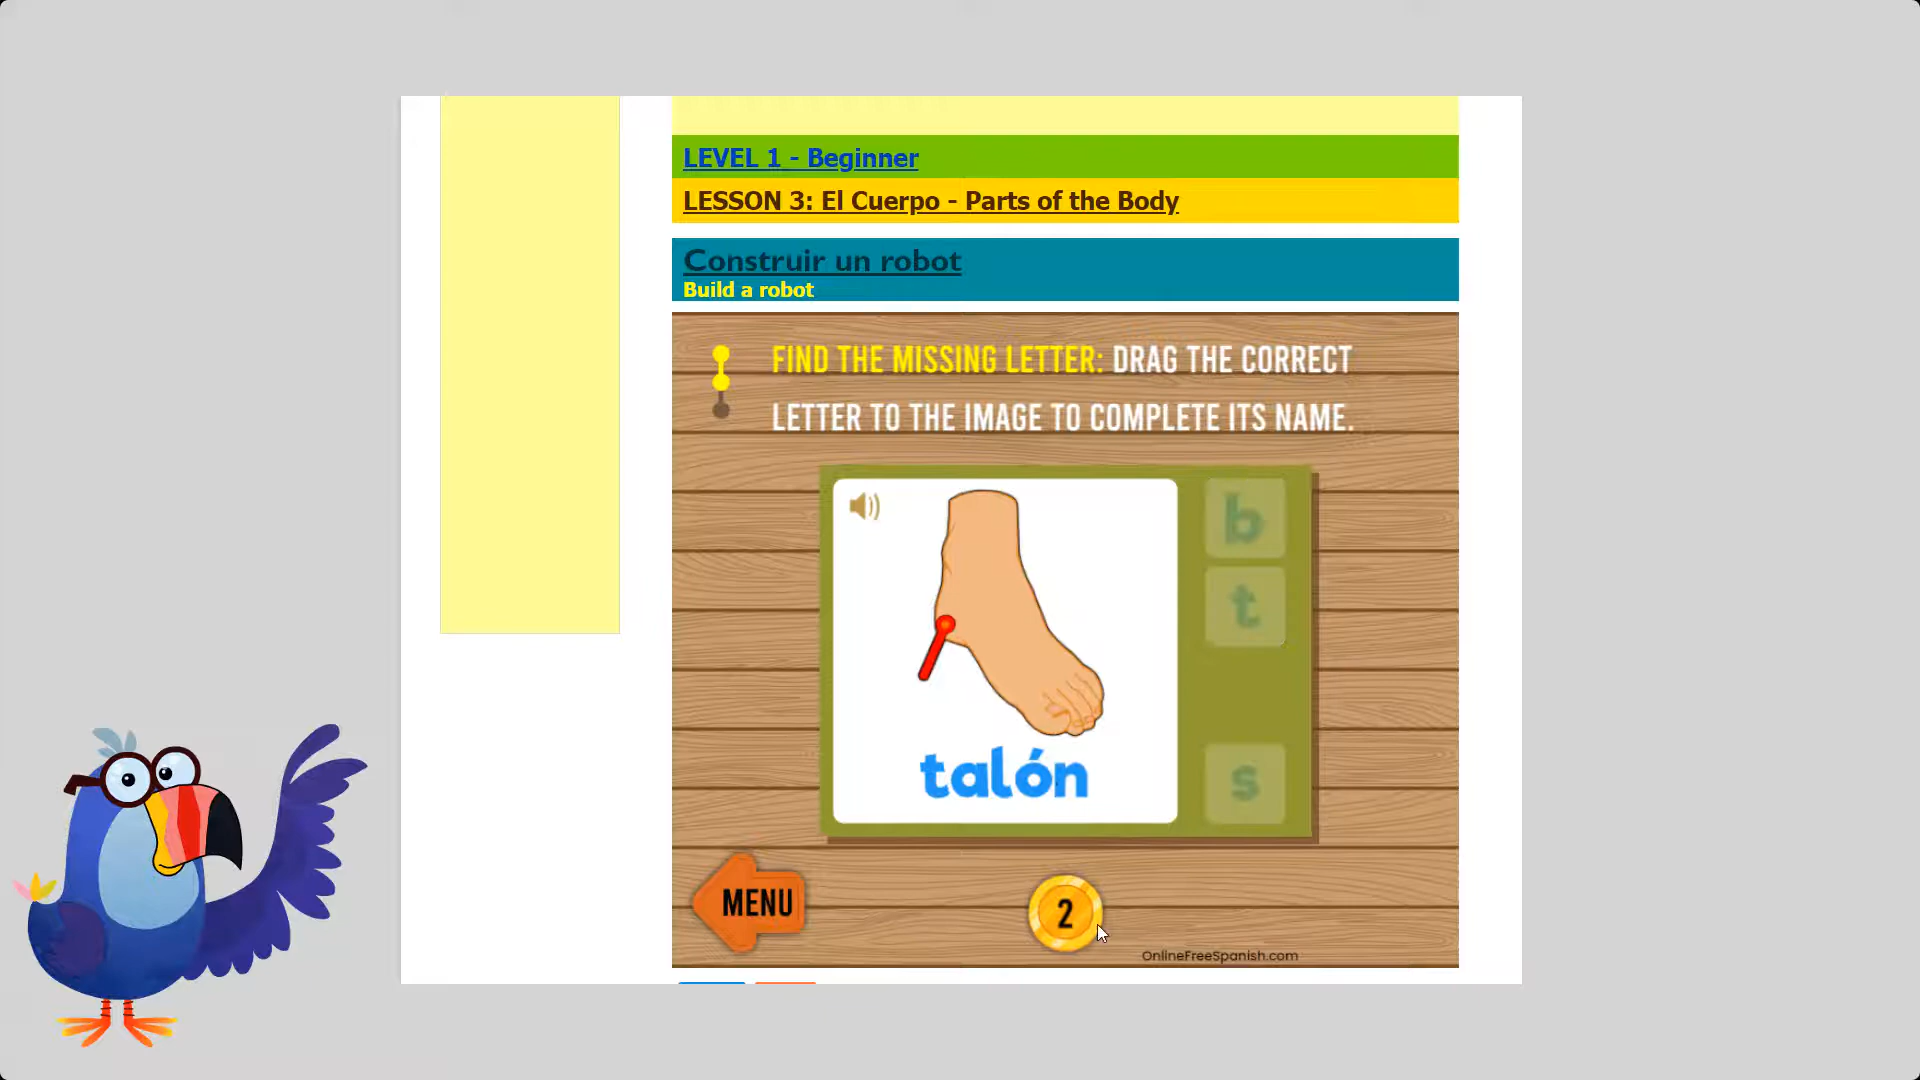 LEVEL 1 - Beginner
LESSON 3: El Cuerpo - Parts of the Body
Construir un robot
Build a robot
FIND THE MISSING LETTER: DRAG THE CORRECT
LETTER TO THE IMAGE TO COMPLETE ITS NAME.
b
t
s
talón
MENU
2
OnlineFreeSpanish.com